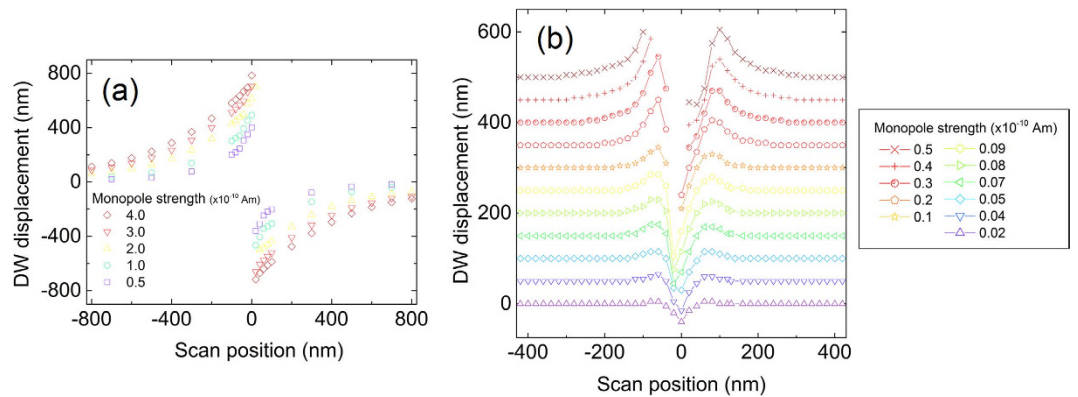 (a)
DW displacement (nm)
800
400
0
-400
-800
Monopole strength (x10⁻¹⁰ Am)
4.0
3.0
2.0
1.0
0.5
-800 -400 0 400 800
Scan position (nm)
(b)
DW displacement (nm)
600
400
200
0
-400 -200 0 200 400
Scan position (nm)
Monopole strength (x10⁻¹⁰ Am)
0.5 0.09
0.4 0.08
0.3 0.07
0.2 0.05
0.1 0.04
0.02